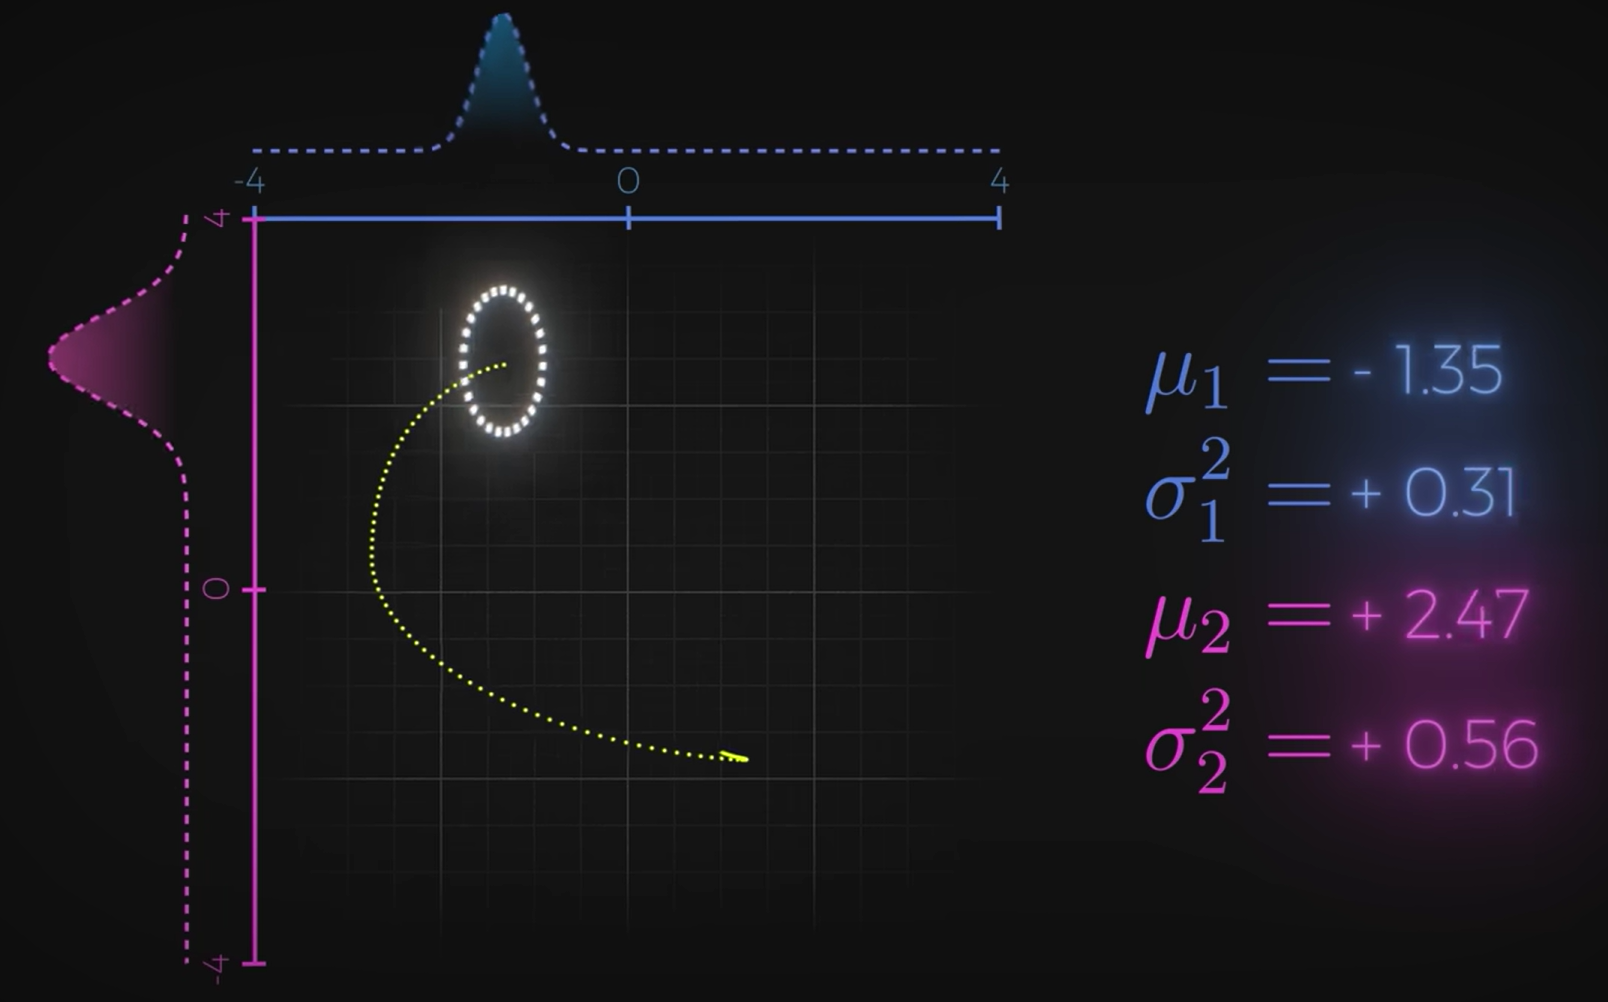 -4 0 4
4
0
-4
μ₁ = - 1.35
σ₁² = + 0.31
μ₂ = + 2.47
σ₂² = + 0.56